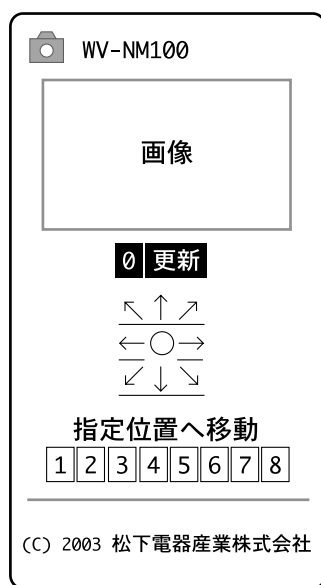 WV-NM100
画像
0 更新
↖ ↑ ↗
← ○ →
↙ ↓ ↘
指定位置へ移動
1 2 3 4 5 6 7 8
(C) 2003 松下電器産業株式会社